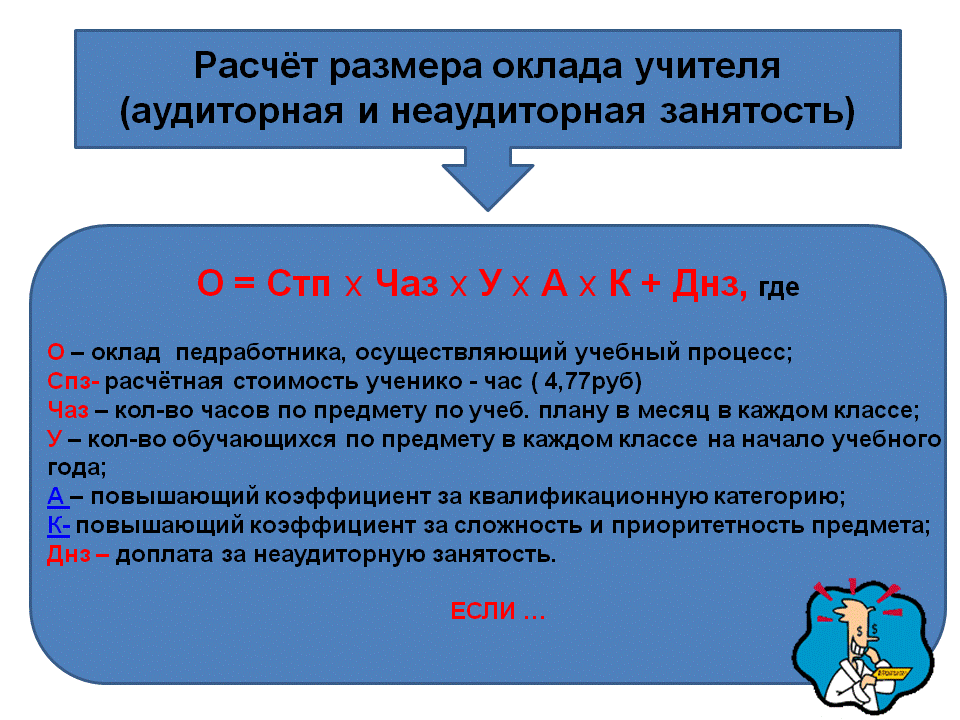 Расчёт размера оклада учителя
(аудиторная и неаудиторная занятость)
О = Стп х Чаз х У х А х К + Днз, где
О – оклад педработника, осуществляющий учебный процесс;
Спз- расчётная стоимость ученико - час ( 4,77руб)
Чаз – кол-во часов по предмету по учеб. плану в месяц в каждом классе;
У – кол-во обучающихся по предмету в каждом классе на начало учебного
года;
А – повышающий коэффициент за квалификационную категорию;
К- повышающий коэффициент за сложность и приоритетность предмета;
Днз – доплата за неаудиторную занятость.
ЕСЛИ ...